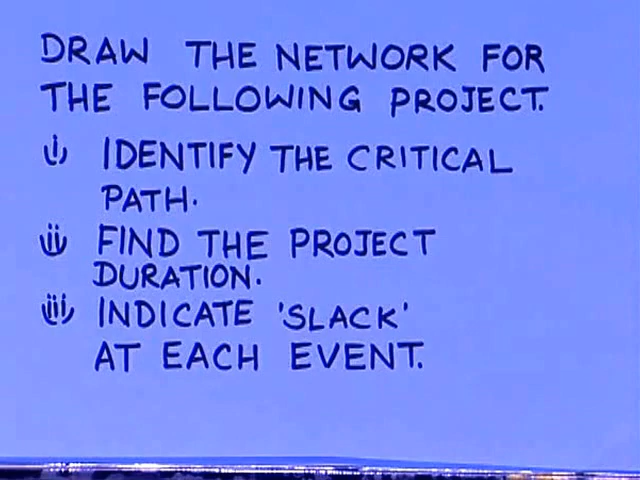 DRAW THE NETWORK FOR
THE FOLLOWING PROJECT.
i) IDENTIFY THE CRITICAL
PATH.
ii) FIND THE PROJECT
DURATION.
iii) INDICATE 'SLACK'
AT EACH EVENT.